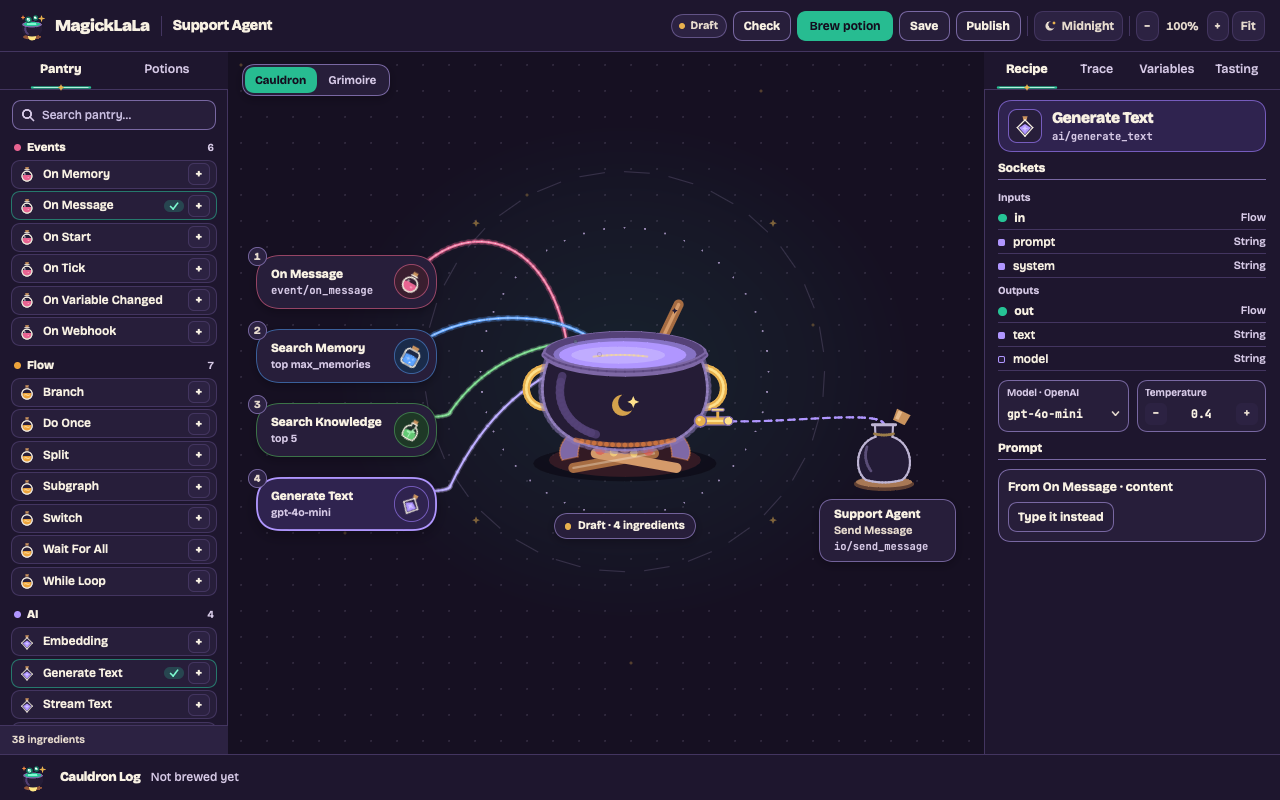 MagickLaLa
Support Agent
Draft
Check
Brew potion
Save
Publish
Midnight
-
100%
+
Fit
Pantry
Potions
Search pantry...
Events 6
On Memory +
On Message +
On Start +
On Tick +
On Variable Changed +
On Webhook +
Flow 7
Branch +
Do Once +
Split +
Subgraph +
Switch +
Wait For All +
While Loop +
AI 4
Embedding +
Generate Text +
Stream Text +
38 ingredients
Cauldron
Grimoire
1
On Message
event/on_message
2
Search Memory
top max_memories
3
Search Knowledge
top 5
4
Generate Text
gpt-4o-mini
Draft · 4 ingredients
Support Agent
Send Message
io/send_message
Recipe
Trace
Variables
Tasting
Generate Text
ai/generate_text
Sockets
Inputs
in Flow
prompt String
system String
Outputs
out Flow
text String
model String
Model · OpenAI
gpt-4o-mini
Temperature
- 0.4 +
Prompt
From On Message · content
Type it instead
Cauldron Log Not brewed yet